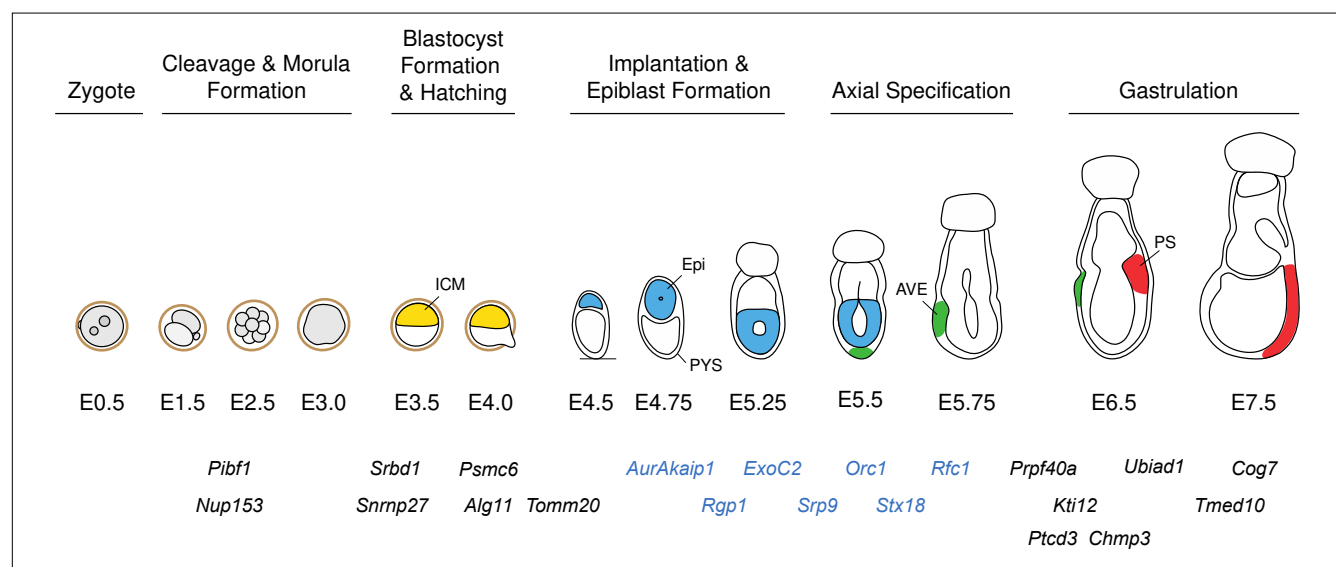 Zygote
Cleavage & Morula
Formation
Blastocyst
Formation
& Hatching
Implantation &
Epiblast Formation
Axial Specification
Gastrulation
ICM
Epi
PYS
AVE
PS
E0.5 E1.5 E2.5 E3.0 E3.5 E4.0 E4.5 E4.75 E5.25 E5.5 E5.75 E6.5 E7.5
Pibf1 Srbd1 Psmc6 AurAkaip1 ExoC2 Orc1 Rfc1 Prpf40a Ubiad1 Cog7
Nup153 Snrnp27 Alg11 Tomm20 Rgp1 Srp9 Stx18 Kti12 Tmed10
Ptcd3 Chmp3